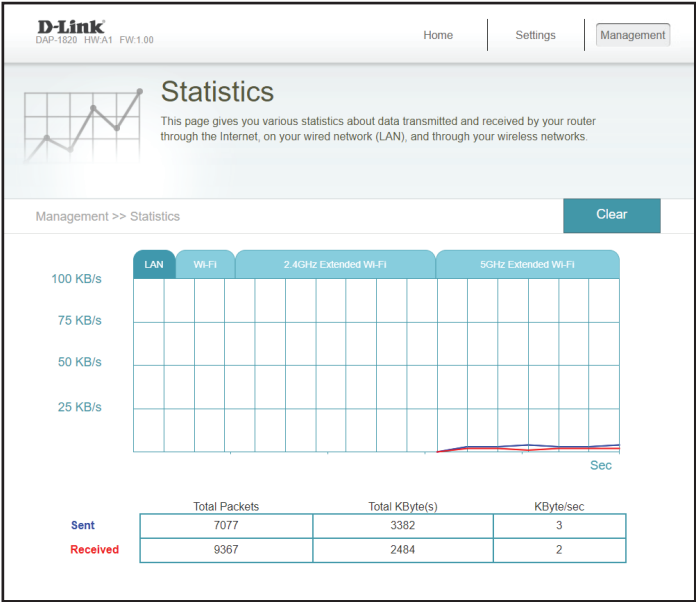 D-Link
DAP-1820 HW:A1 FW:1.00
Home Settings Management
Statistics
This page gives you various statistics about data transmitted and received by your router
through the Internet, on your wired network (LAN), and through your wireless networks.
Management >> Statistics
Clear
LAN Wi-Fi 2.4GHz Extended Wi-Fi 5GHz Extended Wi-Fi
100 KB/s
75 KB/s
50 KB/s
25 KB/s
Sec
Total Packets Total KByte(s) KByte/sec
Sent 7077 3382 3
Received 9367 2484 2